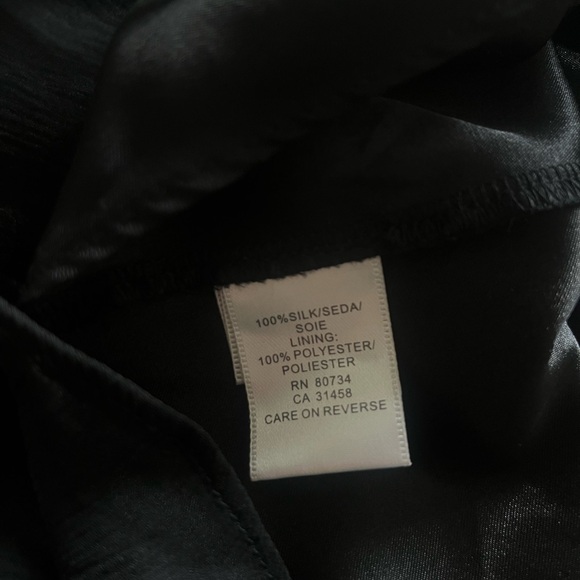 100%SILK/SEDA/
SOIE
LINING:
100% POLYESTER/
POLIESTER
RN 80734
CA 31458
CARE ON REVERSE